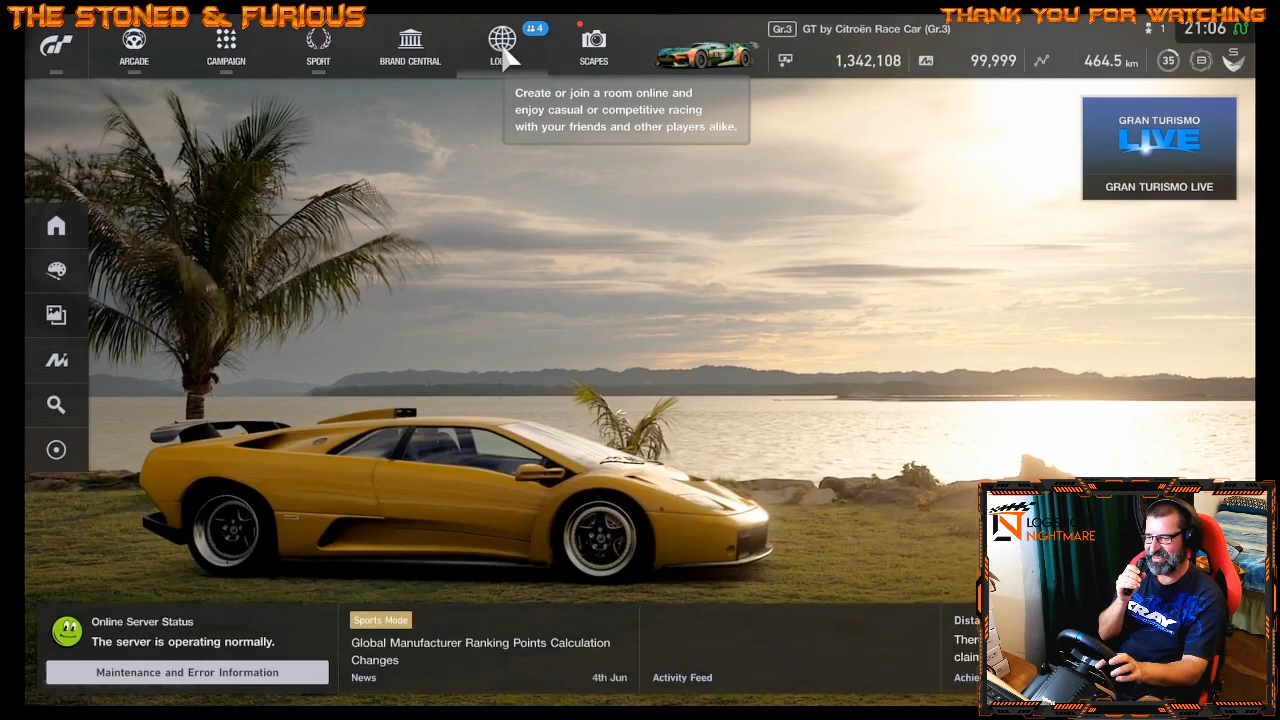 THE STONED & FURIOUS
THANK YOU FOR WATCHING
GT
ARCADE
CAMPAIGN
SPORT
BRAND CENTRAL
4
SCAPES
Gr.3 GT by Citroën Race Car (Gr.3)
1
21:06
1,342,108
99,999
464.5 km
35
B
S
Create or join a room online and
enjoy casual or competitive racing
with your friends and other players alike.
GRAN TURISMO
LIVE
GRAN TURISMO LIVE
Online Server Status
The server is operating normally.
Maintenance and Error Information
Sports Mode
Global Manufacturer Ranking Points Calculation
Changes
News
4th Jun
Activity Feed
NIGHTMARE